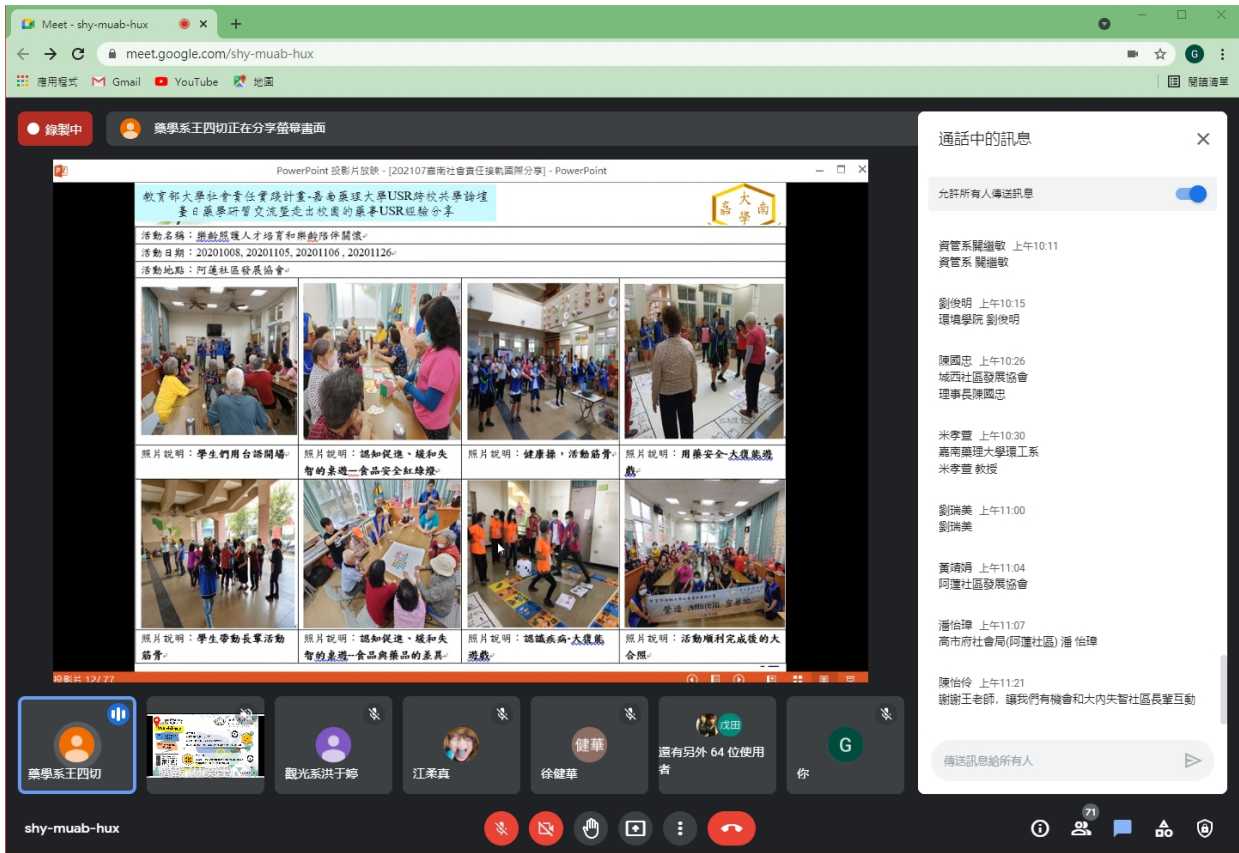 Meet - shy-muab-hux
meet.google.com/shy-muab-hux
G
應用程式
Gmail
YouTube
地圖
閱讀清單
錄製中
藥學系王四切正在分享螢幕畫面
PowerPoint 投影片放映 - [202107嘉南社會責任接軌國際分享] - PowerPoint
教育部大學社會責任實踐計畫-嘉南藥理大學USR跨校共學論壇
臺日藥學研習交流暨走出校園的藥事USR經驗分享
嘉南大學
活動名稱：樂齡照護人才培育和樂齡陪伴關懷
活動日期：20201008, 20201105, 20201106 , 20201126
活動地點：阿蓮社區發展協會
照片說明：學生們用台語開場
照片說明：認知促進、緩和失
智的桌遊—食品安全紅綠燈
照片說明：健康操，活動筋骨
照片說明：用藥安全-大復能遊
戲
照片說明：學生帶動長輩活動
筋骨
照片說明：認知促進、緩和失
智的桌遊--食品與藥品的差異
照片說明：認識疾病-大復能
遊戲
照片說明：活動順利完成後的大
合照
投影片 12/ 77
藥學系王四切
觀光系洪于婷
江柔真
健華
徐健華
戊田
還有另外 64 位使用
者
G
你
shy-muab-hux
71
通話中的訊息
允許所有人傳送訊息
資管系關繼敏 上午10:11
資管系 關繼敏
劉俊明 上午10:15
環境學院 劉俊明
陳國忠 上午10:26
城西社區發展協會
理事長陳國忠
米孝萱 上午10:30
嘉南藥理大學環工系
米孝萱 教授
劉瑞美 上午11:00
劉瑞美
黃靖娟 上午11:04
阿蓮社區發展協會
潘怡瑋 上午11:07
高市府社會局(阿蓮社區) 潘 怡瑋
陳怡伶 上午11:21
謝謝王老師，讓我們有機會和大內失智社區長輩互動
傳送訊息給所有人